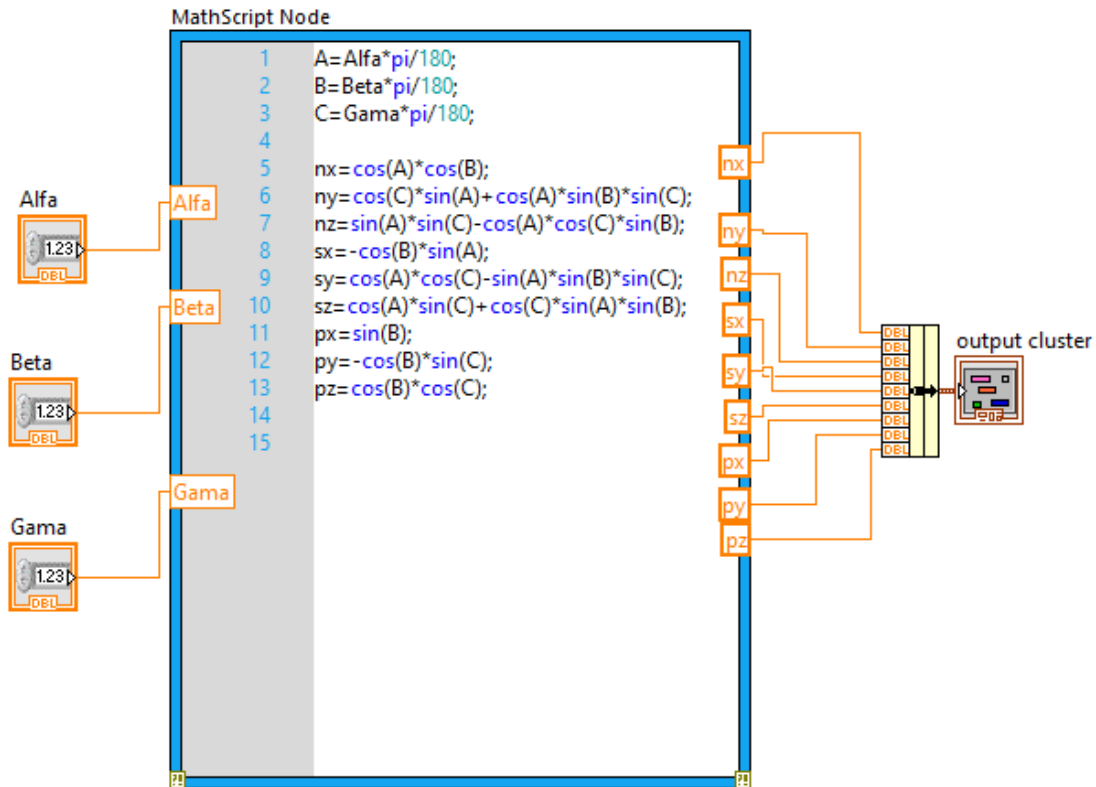 MathScript Node
1 A=Alfa*pi/180;
2 B=Beta*pi/180;
3 C=Gama*pi/180;
4
5 nx=cos(A)*cos(B);
6 ny=cos(C)*sin(A)+cos(A)*sin(B)*sin(C);
7 nz=sin(A)*sin(C)-cos(A)*cos(C)*sin(B);
8 sx=-cos(B)*sin(A);
9 sy=cos(A)*cos(C)-sin(A)*sin(B)*sin(C);
10 sz=cos(A)*sin(C)+cos(C)*sin(A)*sin(B);
11 px=sin(B);
12 py=-cos(B)*sin(C);
13 pz=cos(B)*cos(C);
14
15
Alfa
1.23
DBL
Alfa
Beta
1.23
DBL
Beta
Gama
1.23
DBL
Gama
nx
ny
nz
sx
sy
sz
px
py
pz
DBL
DBL
DBL
DBL
DBL
DBL
DBL
DBL
DBL
output cluster
?!
?!